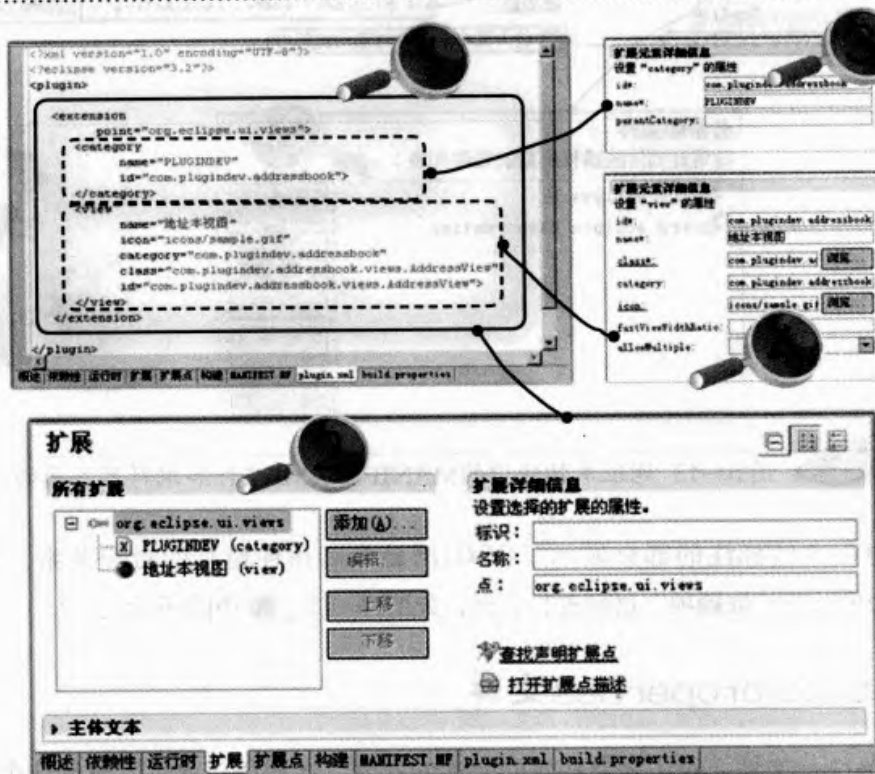 <?xml version="1.0" encoding="UTF-8"?>
<?eclipse version="3.2"?>
<plugin>
<extension
point="org.eclipse.ui.views">
<category
name="PLUGINDEV"
id="com.plugindev.addressbook">
</category>
<view
name="地址本视图"
icon="icons/sample.gif"
category="com.plugindev.addressbook"
class="com.plugindev.addressbook.views.AddressView"
id="com.plugindev.addressbook.views.AddressView">
</view>
</extension>
</plugin>
概述 依赖性 运行时 扩展 扩展点 构建 MANIFEST.MF plugin.xml build.properties
扩展元素详细信息
设置 "category" 的属性
id*: com.plugindev.addressbook
name*: PLUGINDEV
parentCategory:
扩展元素详细信息
设置 "view" 的属性
id*: com.plugindev.addressbook
name*: 地址本视图
class*: com.plugindev.ad 浏览...
category: com.plugindev.addressbook
icon: icons/sample.gif 浏览...
fastViewWidthRatio:
allowMultiple:
扩展
所有扩展
org.eclipse.ui.views
PLUGINDEV (category)
地址本视图 (view)
添加(A)...
编辑...
上移
下移
扩展详细信息
设置选择的扩展的属性。
标识:
名称:
点: org.eclipse.ui.views
查找声明扩展点
打开扩展点描述
主体文本
概述 依赖性 运行时 扩展 扩展点 构建 MANIFEST.MF plugin.xml build.properties